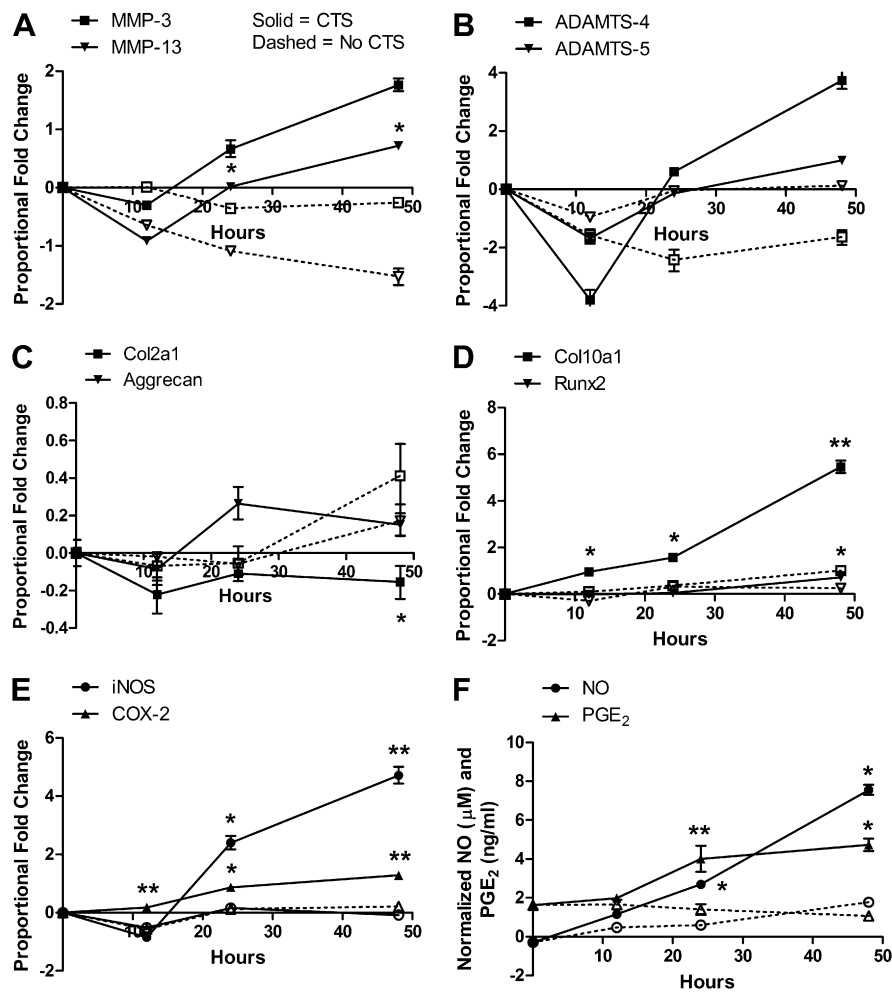 A
MMP-3
MMP-13
Solid = CTS
Dashed = No CTS
Proportional Fold Change
2
1
0
-1
-2
10 20 30 40 50
Hours
*
*
B
ADAMTS-4
ADAMTS-5
Proportional Fold Change
4
2
0
-2
-4
10 20 30 40 50
Hours
C
Col2a1
Aggrecan
Proportional Fold Change
0.8
0.6
0.4
0.2
0.0
-0.2
-0.4
10 20 30 40 50
Hours
*
D
Col10a1
Runx2
Proportional Fold Change
8
6
4
2
0
-2
10 20 30 40 50
Hours
*
*
**
*
E
iNOS
COX-2
Proportional Fold Change
6
4
2
0
-2
10 20 30 40 50
Hours
**
*
*
**
**
F
NO
PGE2
Normalized NO (μM) and
PGE2 (ng/ml)
10
8
6
4
2
0
-2
10 20 30 40 50
Hours
**
*
*
*